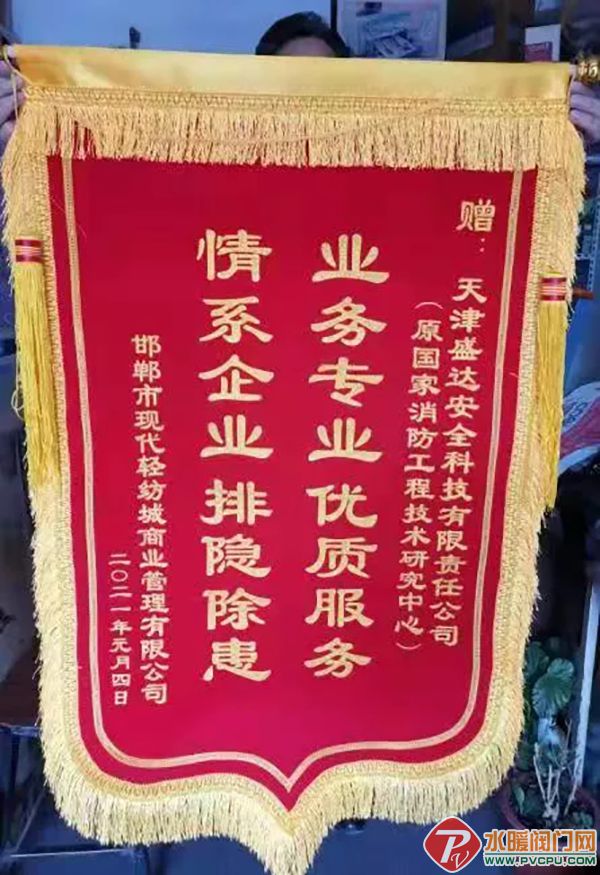 赠：天津盛达安全科技有限责任公司
（原国家消防工程技术研究中心）
业务专业优质服务
情系企业排隐除患
邯郸市现代轻纺城商业管理有限公司
二〇二一年元月四日
水暖阀门网
WWW.PVCPU.COM